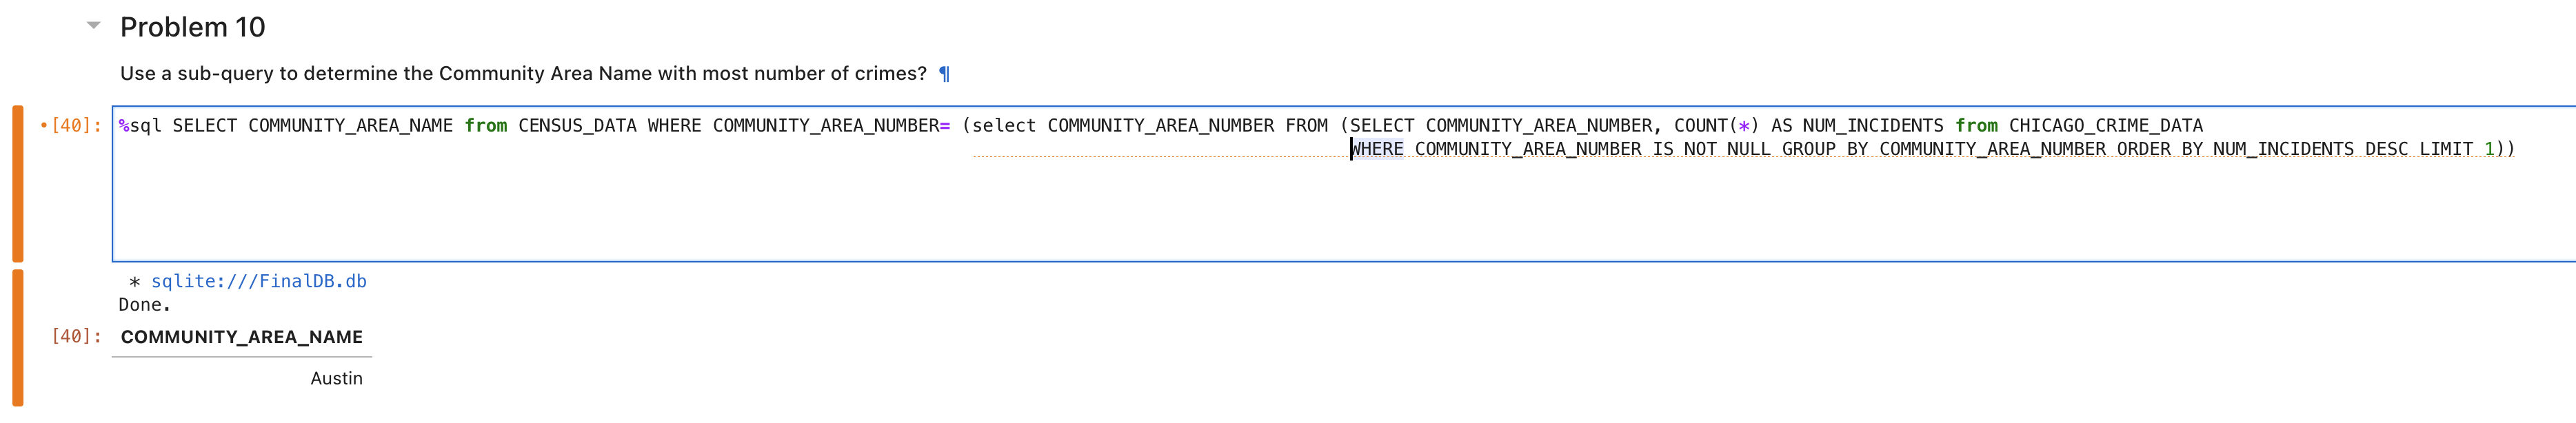 Problem 10
Use a sub-query to determine the Community Area Name with most number of crimes? ¶
•[40]: %sql SELECT COMMUNITY_AREA_NAME from CENSUS_DATA WHERE COMMUNITY_AREA_NUMBER= (select COMMUNITY_AREA_NUMBER FROM (SELECT COMMUNITY_AREA_NUMBER, COUNT(*) AS NUM_INCIDENTS from CHICAGO_CRIME_DATA
WHERE COMMUNITY_AREA_NUMBER IS NOT NULL GROUP BY COMMUNITY_AREA_NUMBER ORDER BY NUM_INCIDENTS DESC LIMIT 1))
* sqlite:///FinalDB.db
Done.
[40]: COMMUNITY_AREA_NAME
Austin